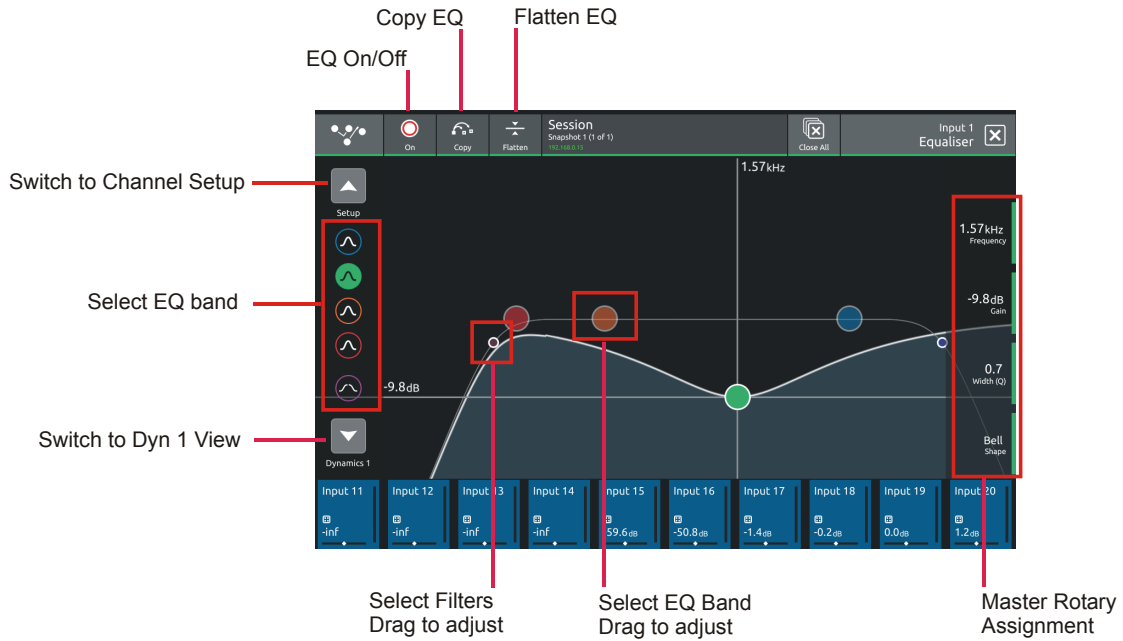 Copy EQ
Flatten EQ
EQ On/Off
On
Copy
Flatten
Session
Snapshot 1 (1 of 1)
192.168.0.15
Close All
Input 1
Equaliser
Switch to Channel Setup
Setup
1.57kHz
1.57kHz
Frequency
Select EQ band
-9.8dB
Gain
-9.8dB
0.7
Width (Q)
Switch to Dyn 1 View
Bell
Shape
Dynamics 1
Input 11
Input 12
Input 13
Input 14
Input 15
Input 16
Input 17
Input 18
Input 19
Input 20
-inf
-inf
-inf
-inf
-59.6dB
-50.8dB
-1.4dB
-0.2dB
0.0dB
1.2dB
Select Filters
Drag to adjust
Select EQ Band
Drag to adjust
Master Rotary
Assignment